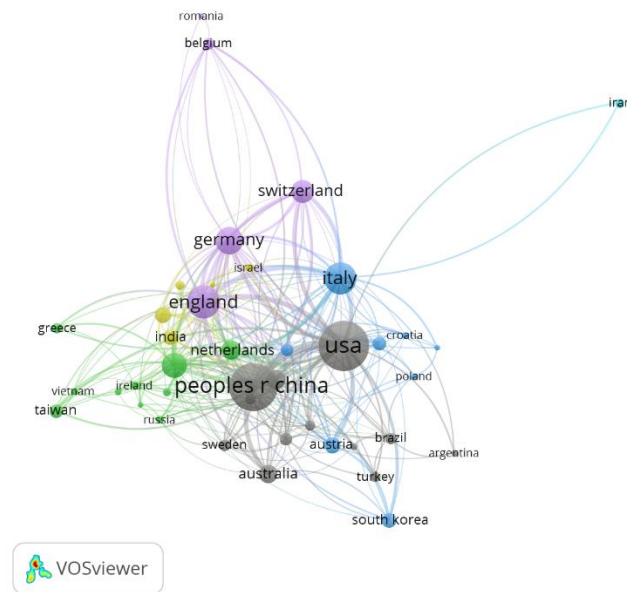 romania
belgium
iran
switzerland
germany
israel
italy
england
greece
india
usa
croatia
netherlands
poland
peoples r china
vietnam
ireland
taiwan
russia
sweden
austria
brazil
argentina
australia
turkey
south korea
VOSviewer